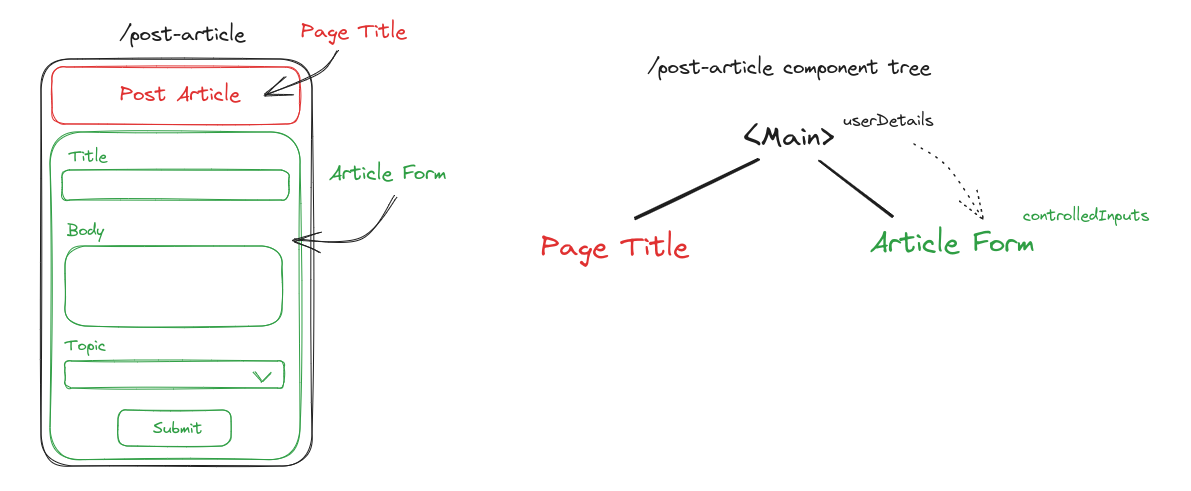 /post-article
Page Title
Post Article
Title
Article Form
Body
Topic
Submit
/post-article component tree
<Main>
userDetails
controlledInputs
Page Title
Article Form